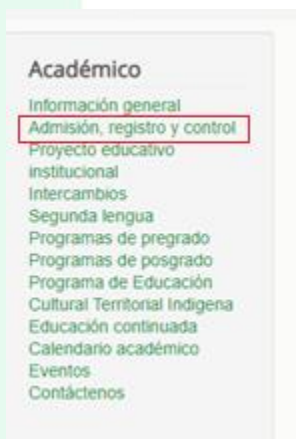 Académico
Información general
Admisión, registro y control
Proyecto educativo
institucional
Intercambios
Segunda lengua
Programas de pregrado
Programas de posgrado
Programa de Educación
Cultural Territorial Indigena
Educación continuada
Calendario académico
Eventos
Contáctenos